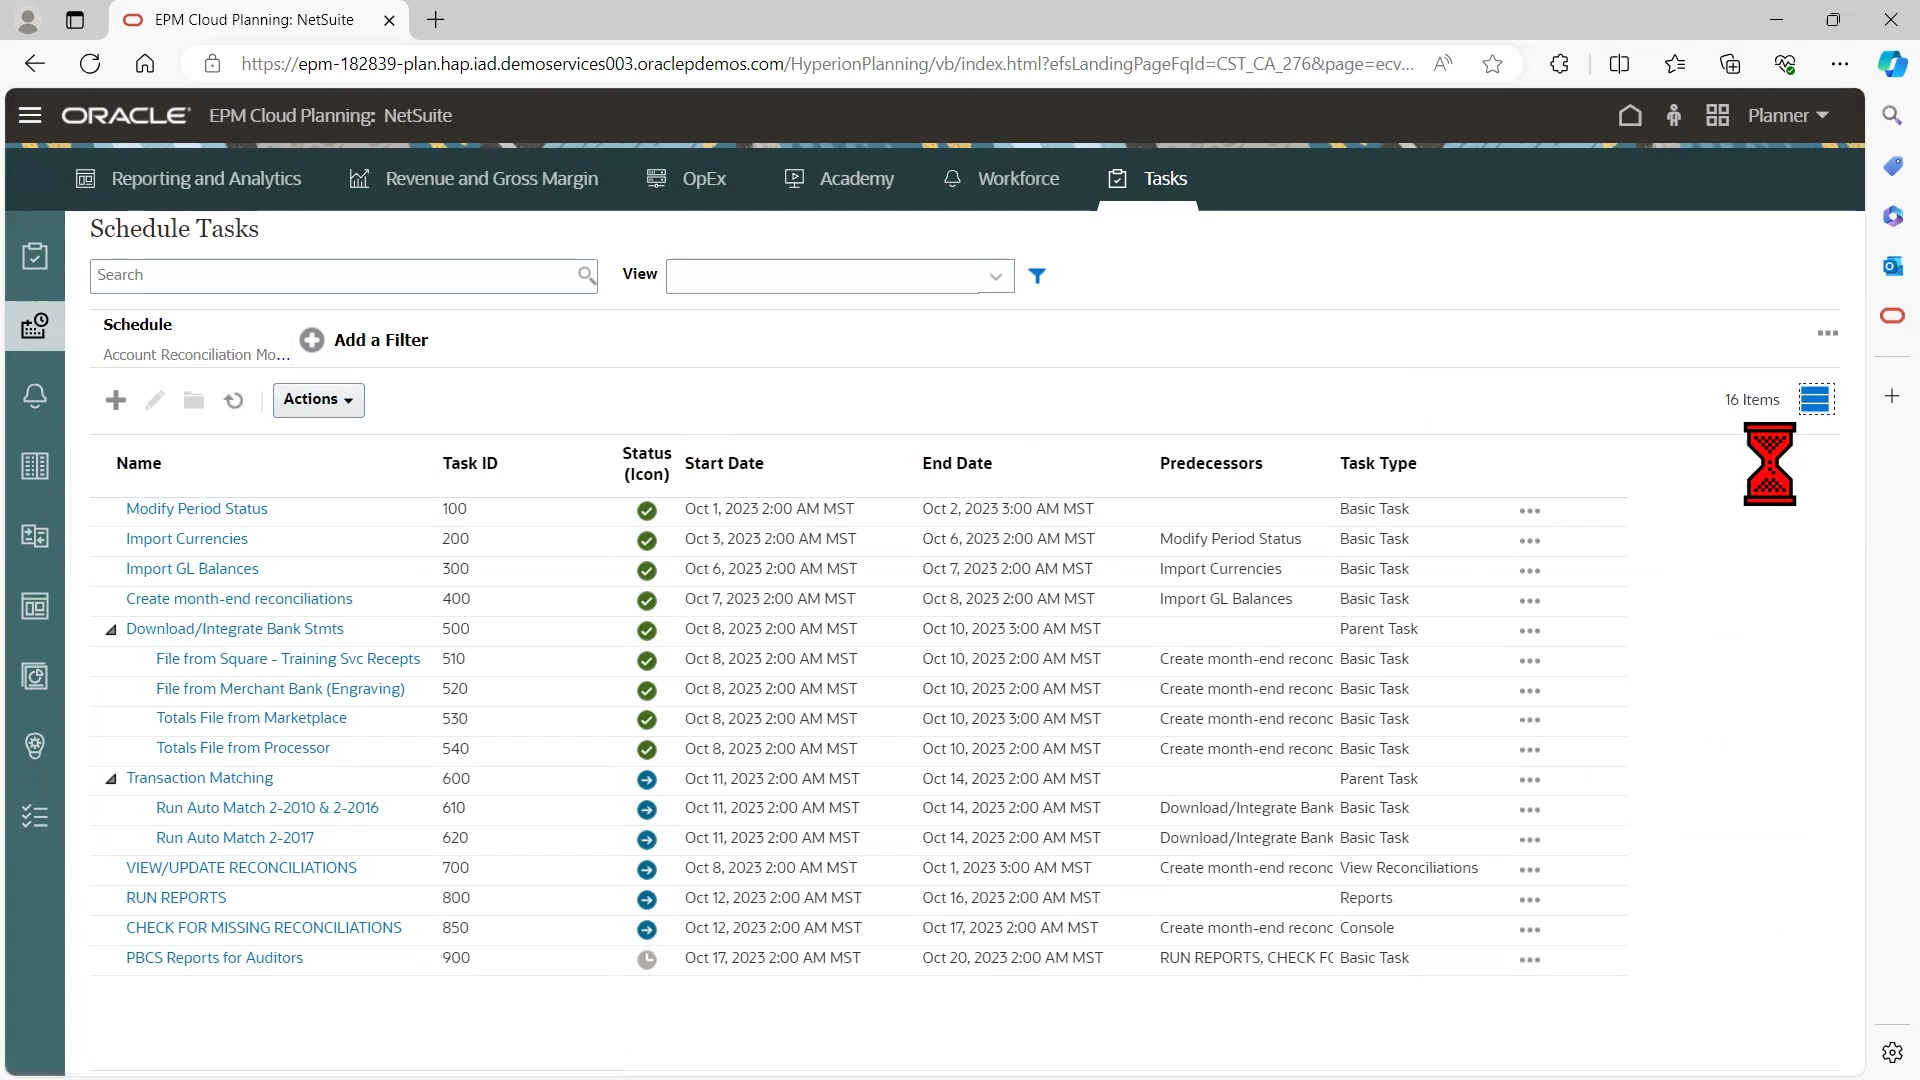 EPM Cloud Planning: NetSuite
https://epm-182839-plan.hap.iad.demoservices003.oraclepdemos.com/HyperionPlanning/vb/index.html?efsLandingPageFqId=CST_CA_276&page=ecv...
ORACLE® EPM Cloud Planning: NetSuite Planner
Reporting and Analytics Revenue and Gross Margin OpEx Academy Workforce Tasks
Schedule Tasks
Search View
Schedule
Account Reconciliation Mo... Add a Filter
Actions 16 Items
Name Task ID Status (Icon) Start Date End Date Predecessors Task Type
Modify Period Status 100 Oct 1, 2023 2:00 AM MST Oct 2, 2023 3:00 AM MST Basic Task
Import Currencies 200 Oct 3, 2023 2:00 AM MST Oct 6, 2023 2:00 AM MST Modify Period Status Basic Task
Import GL Balances 300 Oct 6, 2023 2:00 AM MST Oct 7, 2023 2:00 AM MST Import Currencies Basic Task
Create month-end reconciliations 400 Oct 7, 2023 2:00 AM MST Oct 8, 2023 2:00 AM MST Import GL Balances Basic Task
Download/Integrate Bank Stmts 500 Oct 8, 2023 2:00 AM MST Oct 10, 2023 3:00 AM MST Parent Task
File from Square - Training Svc Recepts 510 Oct 8, 2023 2:00 AM MST Oct 10, 2023 2:00 AM MST Create month-end reconc Basic Task
File from Merchant Bank (Engraving) 520 Oct 8, 2023 2:00 AM MST Oct 10, 2023 2:00 AM MST Create month-end reconc Basic Task
Totals File from Marketplace 530 Oct 8, 2023 2:00 AM MST Oct 10, 2023 3:00 AM MST Create month-end reconc Basic Task
Totals File from Processor 540 Oct 8, 2023 2:00 AM MST Oct 10, 2023 2:00 AM MST Create month-end reconc Basic Task
Transaction Matching 600 Oct 11, 2023 2:00 AM MST Oct 14, 2023 2:00 AM MST Parent Task
Run Auto Match 2-2010 & 2-2016 610 Oct 11, 2023 2:00 AM MST Oct 14, 2023 2:00 AM MST Download/Integrate Bank Basic Task
Run Auto Match 2-2017 620 Oct 11, 2023 2:00 AM MST Oct 14, 2023 2:00 AM MST Download/Integrate Bank Basic Task
VIEW/UPDATE RECONCILIATIONS 700 Oct 8, 2023 2:00 AM MST Oct 1, 2023 3:00 AM MST Create month-end reconc View Reconciliations
RUN REPORTS 800 Oct 12, 2023 2:00 AM MST Oct 16, 2023 2:00 AM MST Reports
CHECK FOR MISSING RECONCILIATIONS 850 Oct 12, 2023 2:00 AM MST Oct 17, 2023 2:00 AM MST Create month-end reconc Console
PBCS Reports for Auditors 900 Oct 17, 2023 2:00 AM MST Oct 20, 2023 2:00 AM MST RUN REPORTS, CHECK FC Basic Task